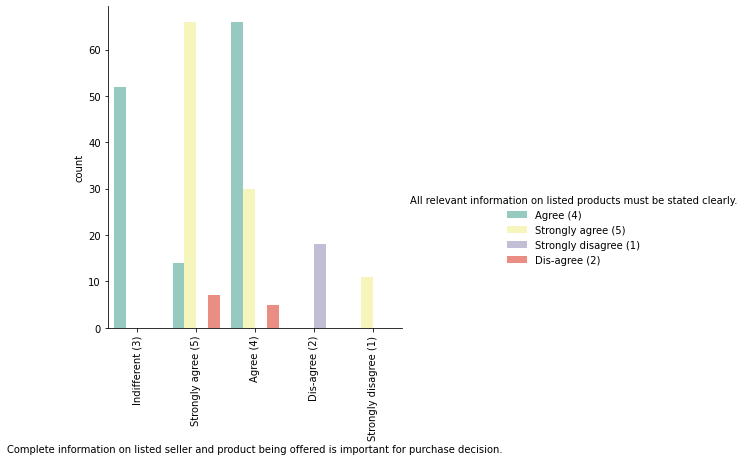 60
50
40
30
20
10
0
count
Indifferent (3)
Strongly agree (5)
Agree (4)
Dis-agree (2)
Strongly disagree (1)
Complete information on listed seller and product being offered is important for purchase decision.
All relevant information on listed products must be stated clearly.
Agree (4)
Strongly agree (5)
Strongly disagree (1)
Dis-agree (2)